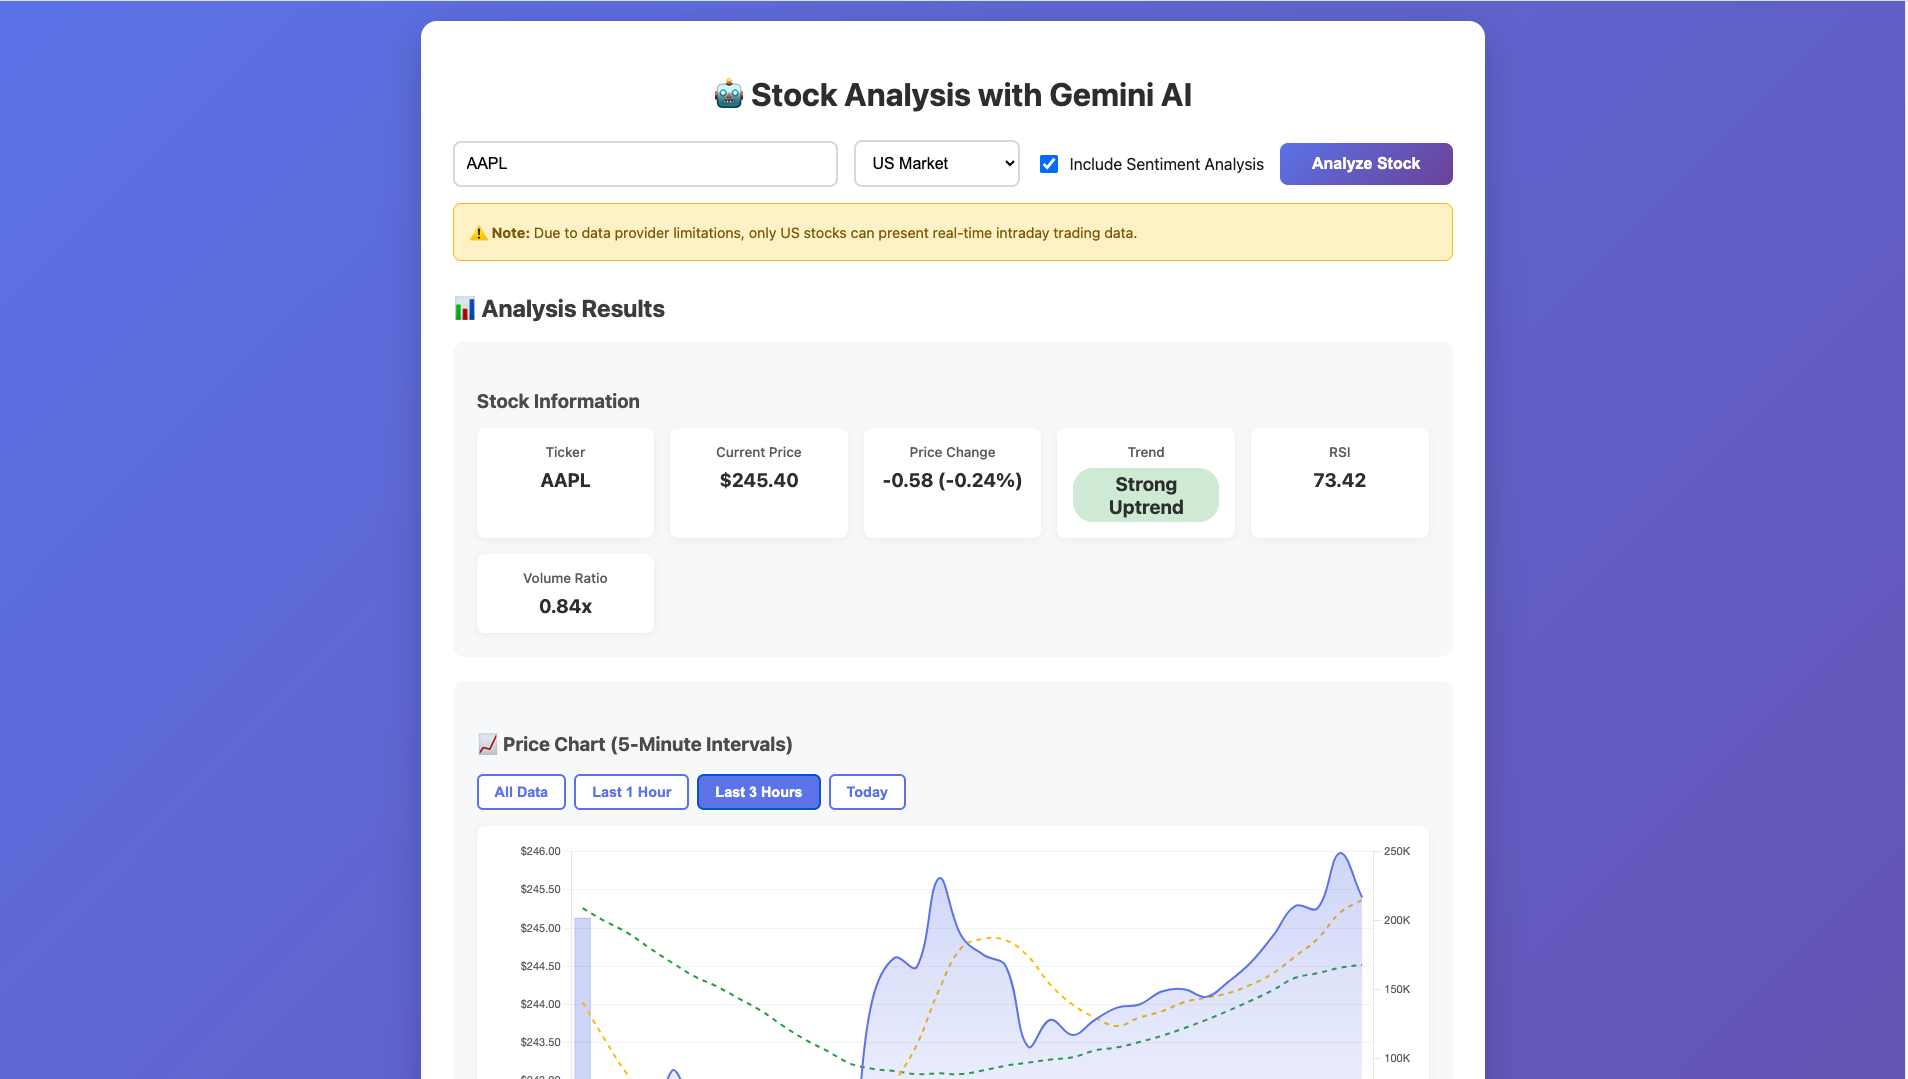 🤖 Stock Analysis with Gemini AI
AAPL
US Market
Include Sentiment Analysis
Analyze Stock
⚠️ Note: Due to data provider limitations, only US stocks can present real-time intraday trading data.
📊 Analysis Results
Stock Information
Ticker
AAPL
Current Price
$245.40
Price Change
-0.58 (-0.24%)
Trend
Strong
Uptrend
RSI
73.42
Volume Ratio
0.84x
📈 Price Chart (5-Minute Intervals)
All Data
Last 1 Hour
Last 3 Hours
Today
$246.00
$245.50
$245.00
$244.50
$244.00
$243.50
250K
200K
150K
100K